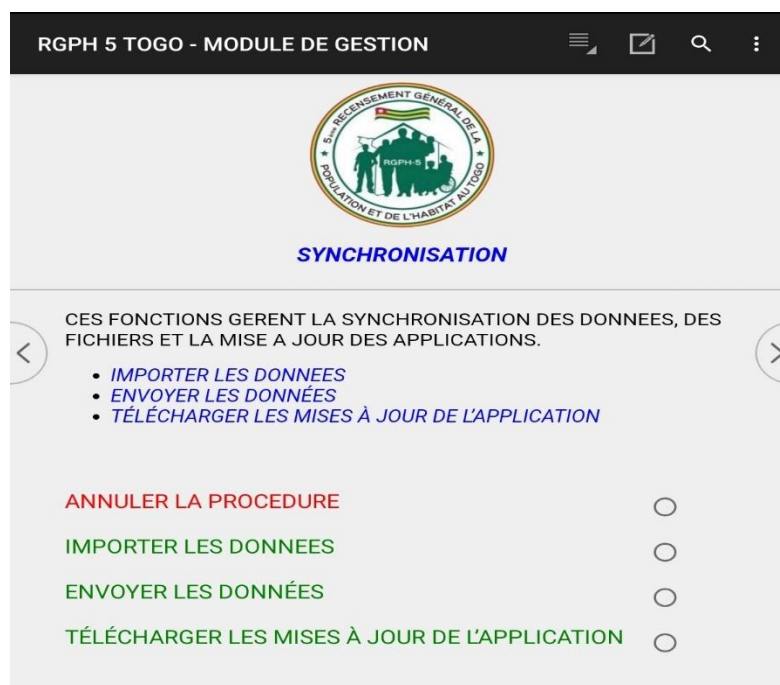 RGPH 5 TOGO - MODULE DE GESTION
5ème RECENSEMENT GÉNÉRAL DE LA
POPULATION ET DE L'HABITAT AU TOGO
RGPH-5
SYNCHRONISATION
CES FONCTIONS GERENT LA SYNCHRONISATION DES DONNEES, DES
FICHIERS ET LA MISE A JOUR DES APPLICATIONS.
• IMPORTER LES DONNEES
• ENVOYER LES DONNÉES
• TÉLÉCHARGER LES MISES À JOUR DE L'APPLICATION
ANNULER LA PROCEDURE
IMPORTER LES DONNEES
ENVOYER LES DONNÉES
TÉLÉCHARGER LES MISES À JOUR DE L'APPLICATION